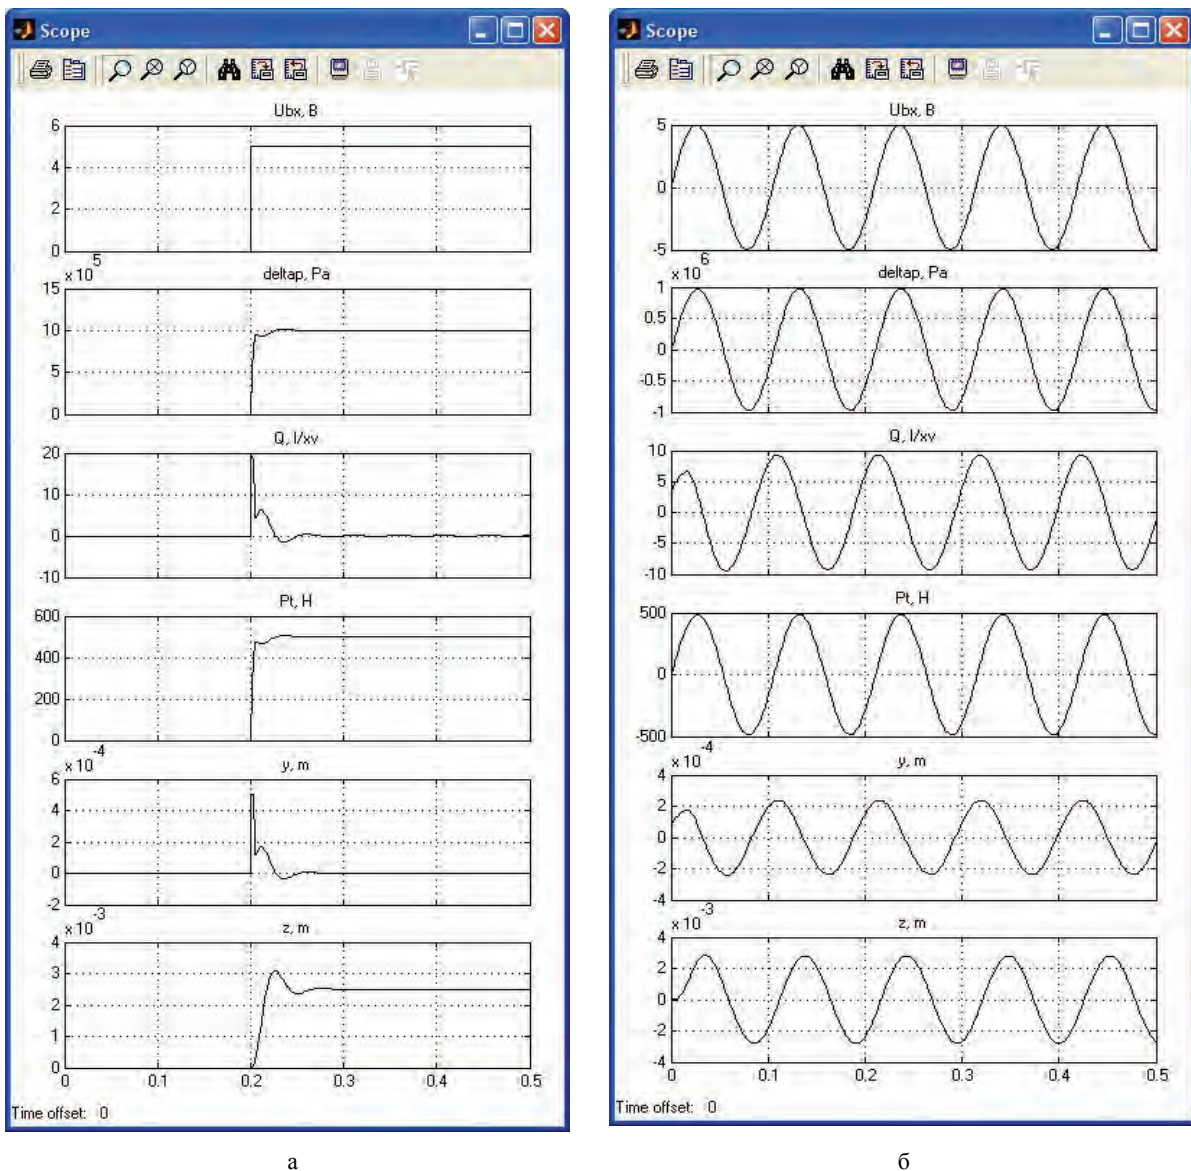 Scope
Ubx, B
6
4
2
0
x 10^5
deltap, Pa
15
10
5
0
Q, l/xv
20
10
0
-10
Pt, H
600
400
200
0
x 10^-4
y, m
6
4
2
0
-2
x 10^-3
z, m
4
3
2
1
0
0 0.1 0.2 0.3 0.4 0.5
Time offset: 0
а
Scope
Ubx, B
5
0
-5
x 10^6
deltap, Pa
1
0.5
0
-0.5
-1
Q, l/xv
10
5
0
-5
-10
Pt, H
500
0
-500
x 10^-4
y, m
4
2
0
-2
-4
x 10^-3
z, m
4
2
0
-2
-4
0 0.1 0.2 0.3 0.4 0.5
Time offset: 0
б